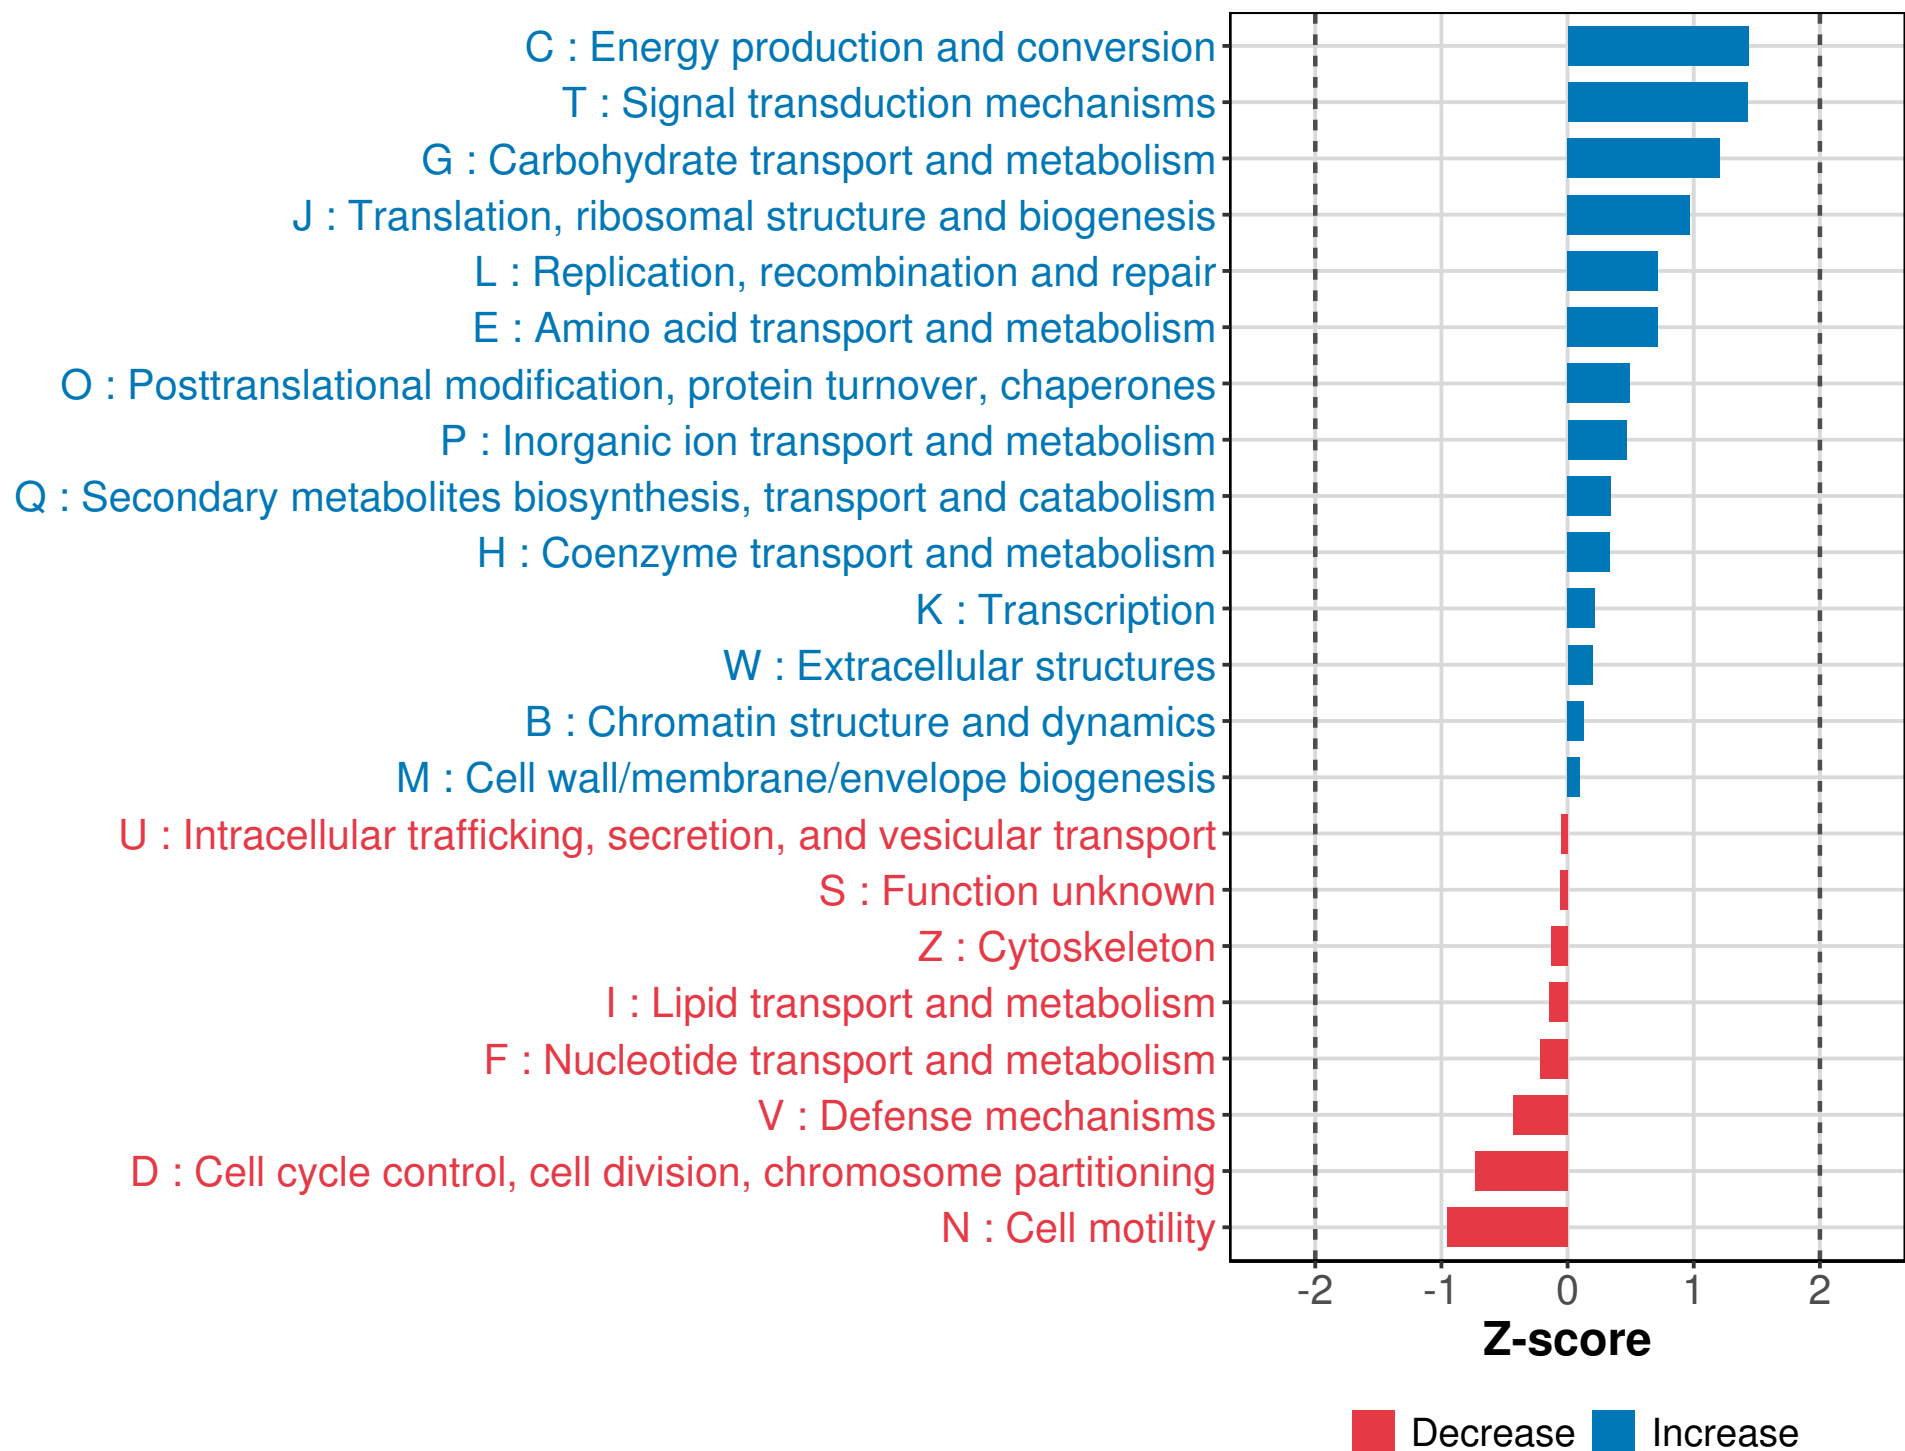 C : Energy production and conversion
T : Signal transduction mechanisms
G : Carbohydrate transport and metabolism
J : Translation, ribosomal structure and biogenesis
L : Replication, recombination and repair
E : Amino acid transport and metabolism
O : Posttranslational modification, protein turnover, chaperones
P : Inorganic ion transport and metabolism
Q : Secondary metabolites biosynthesis, transport and catabolism
H : Coenzyme transport and metabolism
K : Transcription
W : Extracellular structures
B : Chromatin structure and dynamics
M : Cell wall/membrane/envelope biogenesis
U : Intracellular trafficking, secretion, and vesicular transport
S : Function unknown
Z : Cytoskeleton
I : Lipid transport and metabolism
F : Nucleotide transport and metabolism
V : Defense mechanisms
D : Cell cycle control, cell division, chromosome partitioning
N : Cell motility
-2 -1 0 1 2
Z-score
Decrease Increase